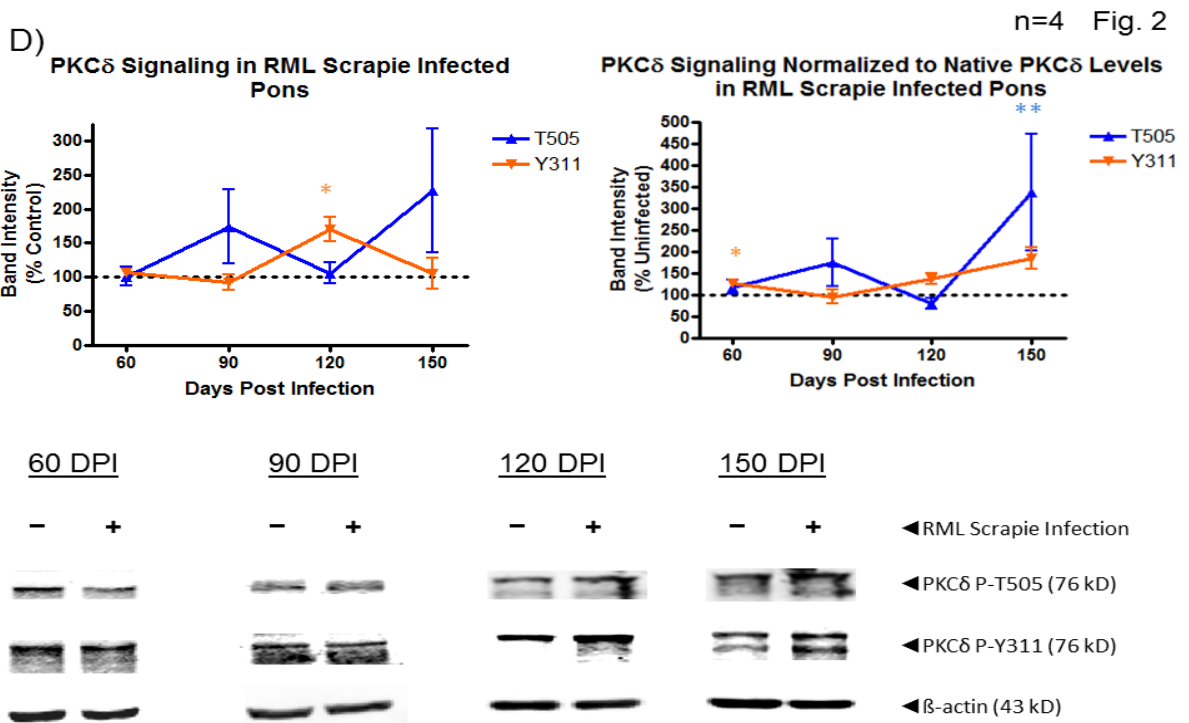 n=4 Fig. 2
D)
PKCδ Signaling in RML Scrapie Infected
Pons
300
250
200
150
100
50
0
Band Intensity
(% Control)
60 90 120 150
Days Post Infection
T505
Y311
*
PKCδ Signaling Normalized to Native PKCδ Levels
in RML Scrapie Infected Pons
500
450
400
350
300
250
200
150
100
50
0
Band Intensity
(% Uninfected)
60 90 120 150
Days Post Infection
T505
Y311
*
**
60 DPI 90 DPI 120 DPI 150 DPI
− + − + − + − + ◄RML Scrapie Infection
◄PKCδ P-T505 (76 kD)
◄PKCδ P-Y311 (76 kD)
◄ß-actin (43 kD)